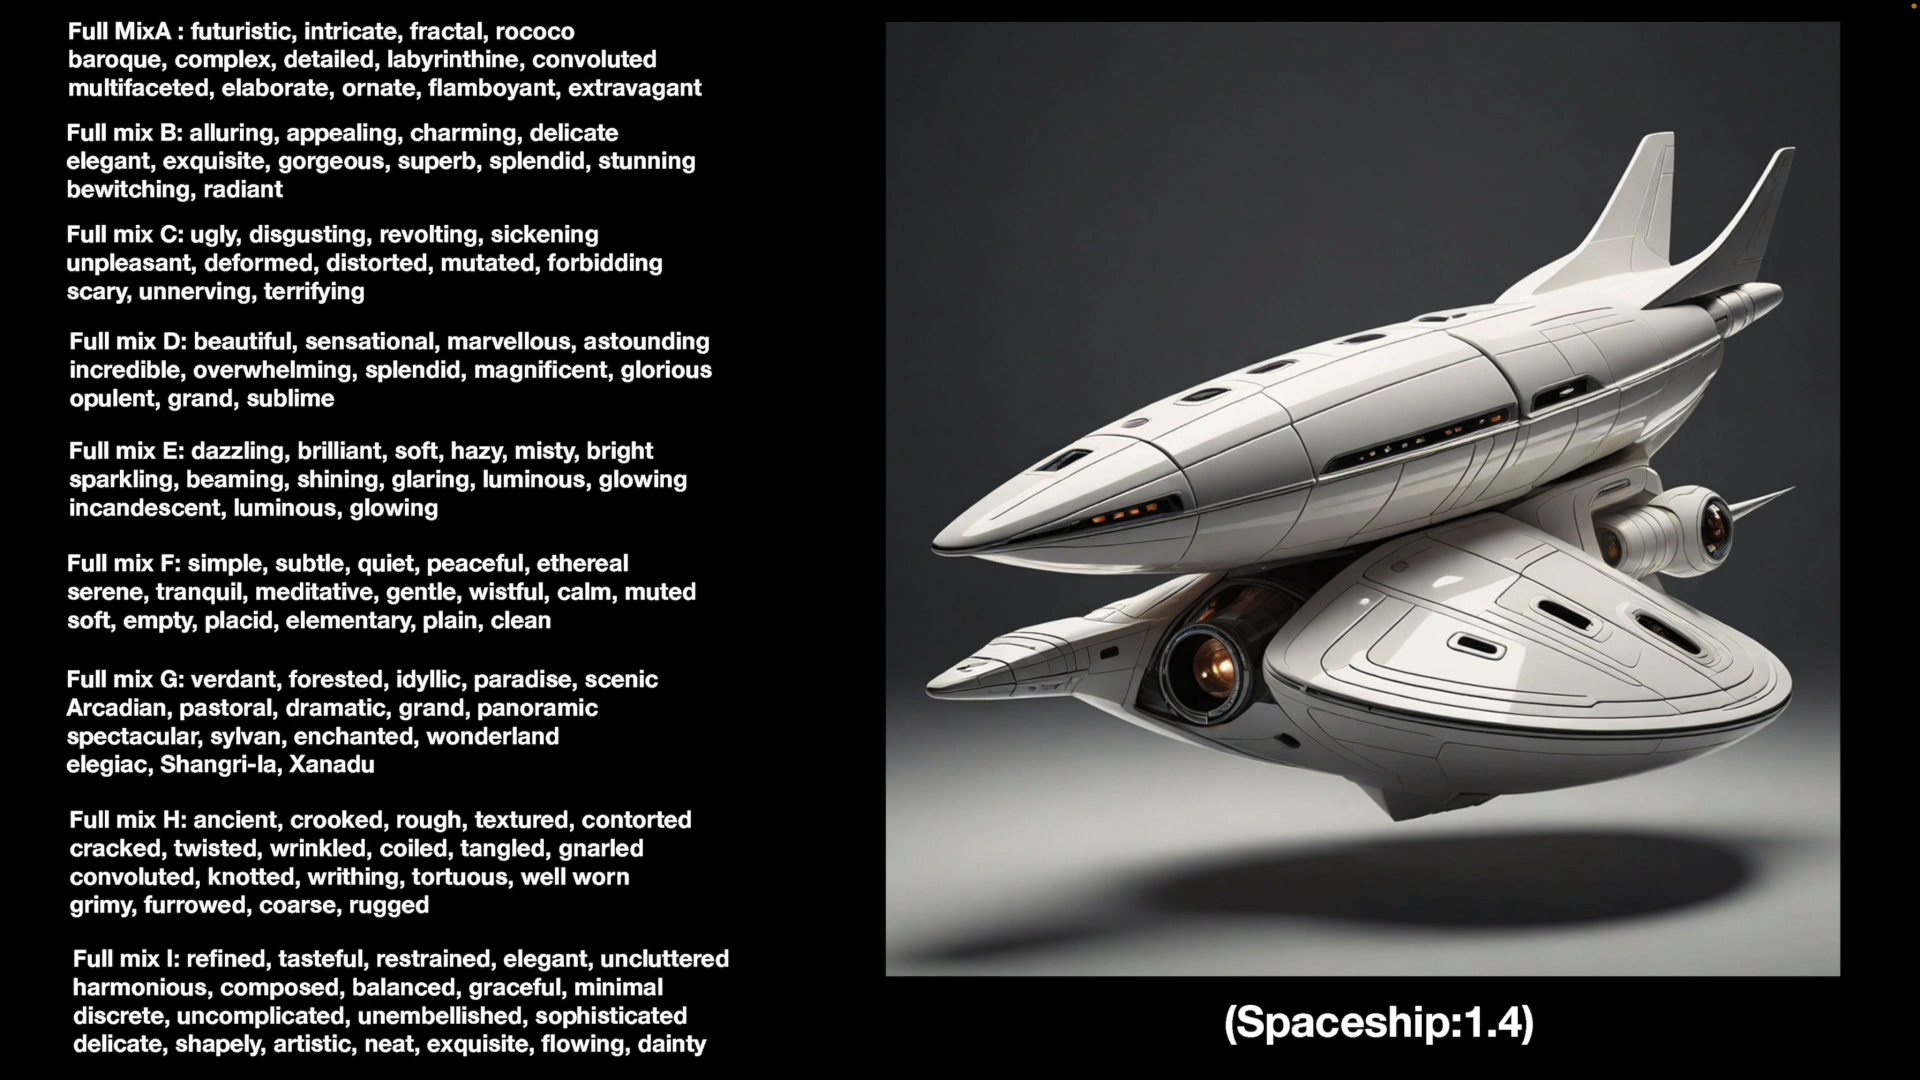 Full MixA : futuristic, intricate, fractal, rococo
baroque, complex, detailed, labyrinthine, convoluted
multifaceted, elaborate, ornate, flamboyant, extravagant
Full mix B: alluring, appealing, charming, delicate
elegant, exquisite, gorgeous, superb, splendid, stunning
bewitching, radiant
Full mix C: ugly, disgusting, revolting, sickening
unpleasant, deformed, distorted, mutated, forbidding
scary, unnerving, terrifying
Full mix D: beautiful, sensational, marvellous, astounding
incredible, overwhelming, splendid, magnificent, glorious
opulent, grand, sublime
Full mix E: dazzling, brilliant, soft, hazy, misty, bright
sparkling, beaming, shining, glaring, luminous, glowing
incandescent, luminous, glowing
Full mix F: simple, subtle, quiet, peaceful, ethereal
serene, tranquil, meditative, gentle, wistful, calm, muted
soft, empty, placid, elementary, plain, clean
Full mix G: verdant, forested, idyllic, paradise, scenic
Arcadian, pastoral, dramatic, grand, panoramic
spectacular, sylvan, enchanted, wonderland
elegiac, Shangri-la, Xanadu
Full mix H: ancient, crooked, rough, textured, contorted
cracked, twisted, wrinkled, coiled, tangled, gnarled
convoluted, knotted, writhing, tortuous, well worn
grimy, furrowed, coarse, rugged
Full mix I: refined, tasteful, restrained, elegant, uncluttered
harmonious, composed, balanced, graceful, minimal
discrete, uncomplicated, unembellished, sophisticated
delicate, shapely, artistic, neat, exquisite, flowing, dainty
(Spaceship:1.4)